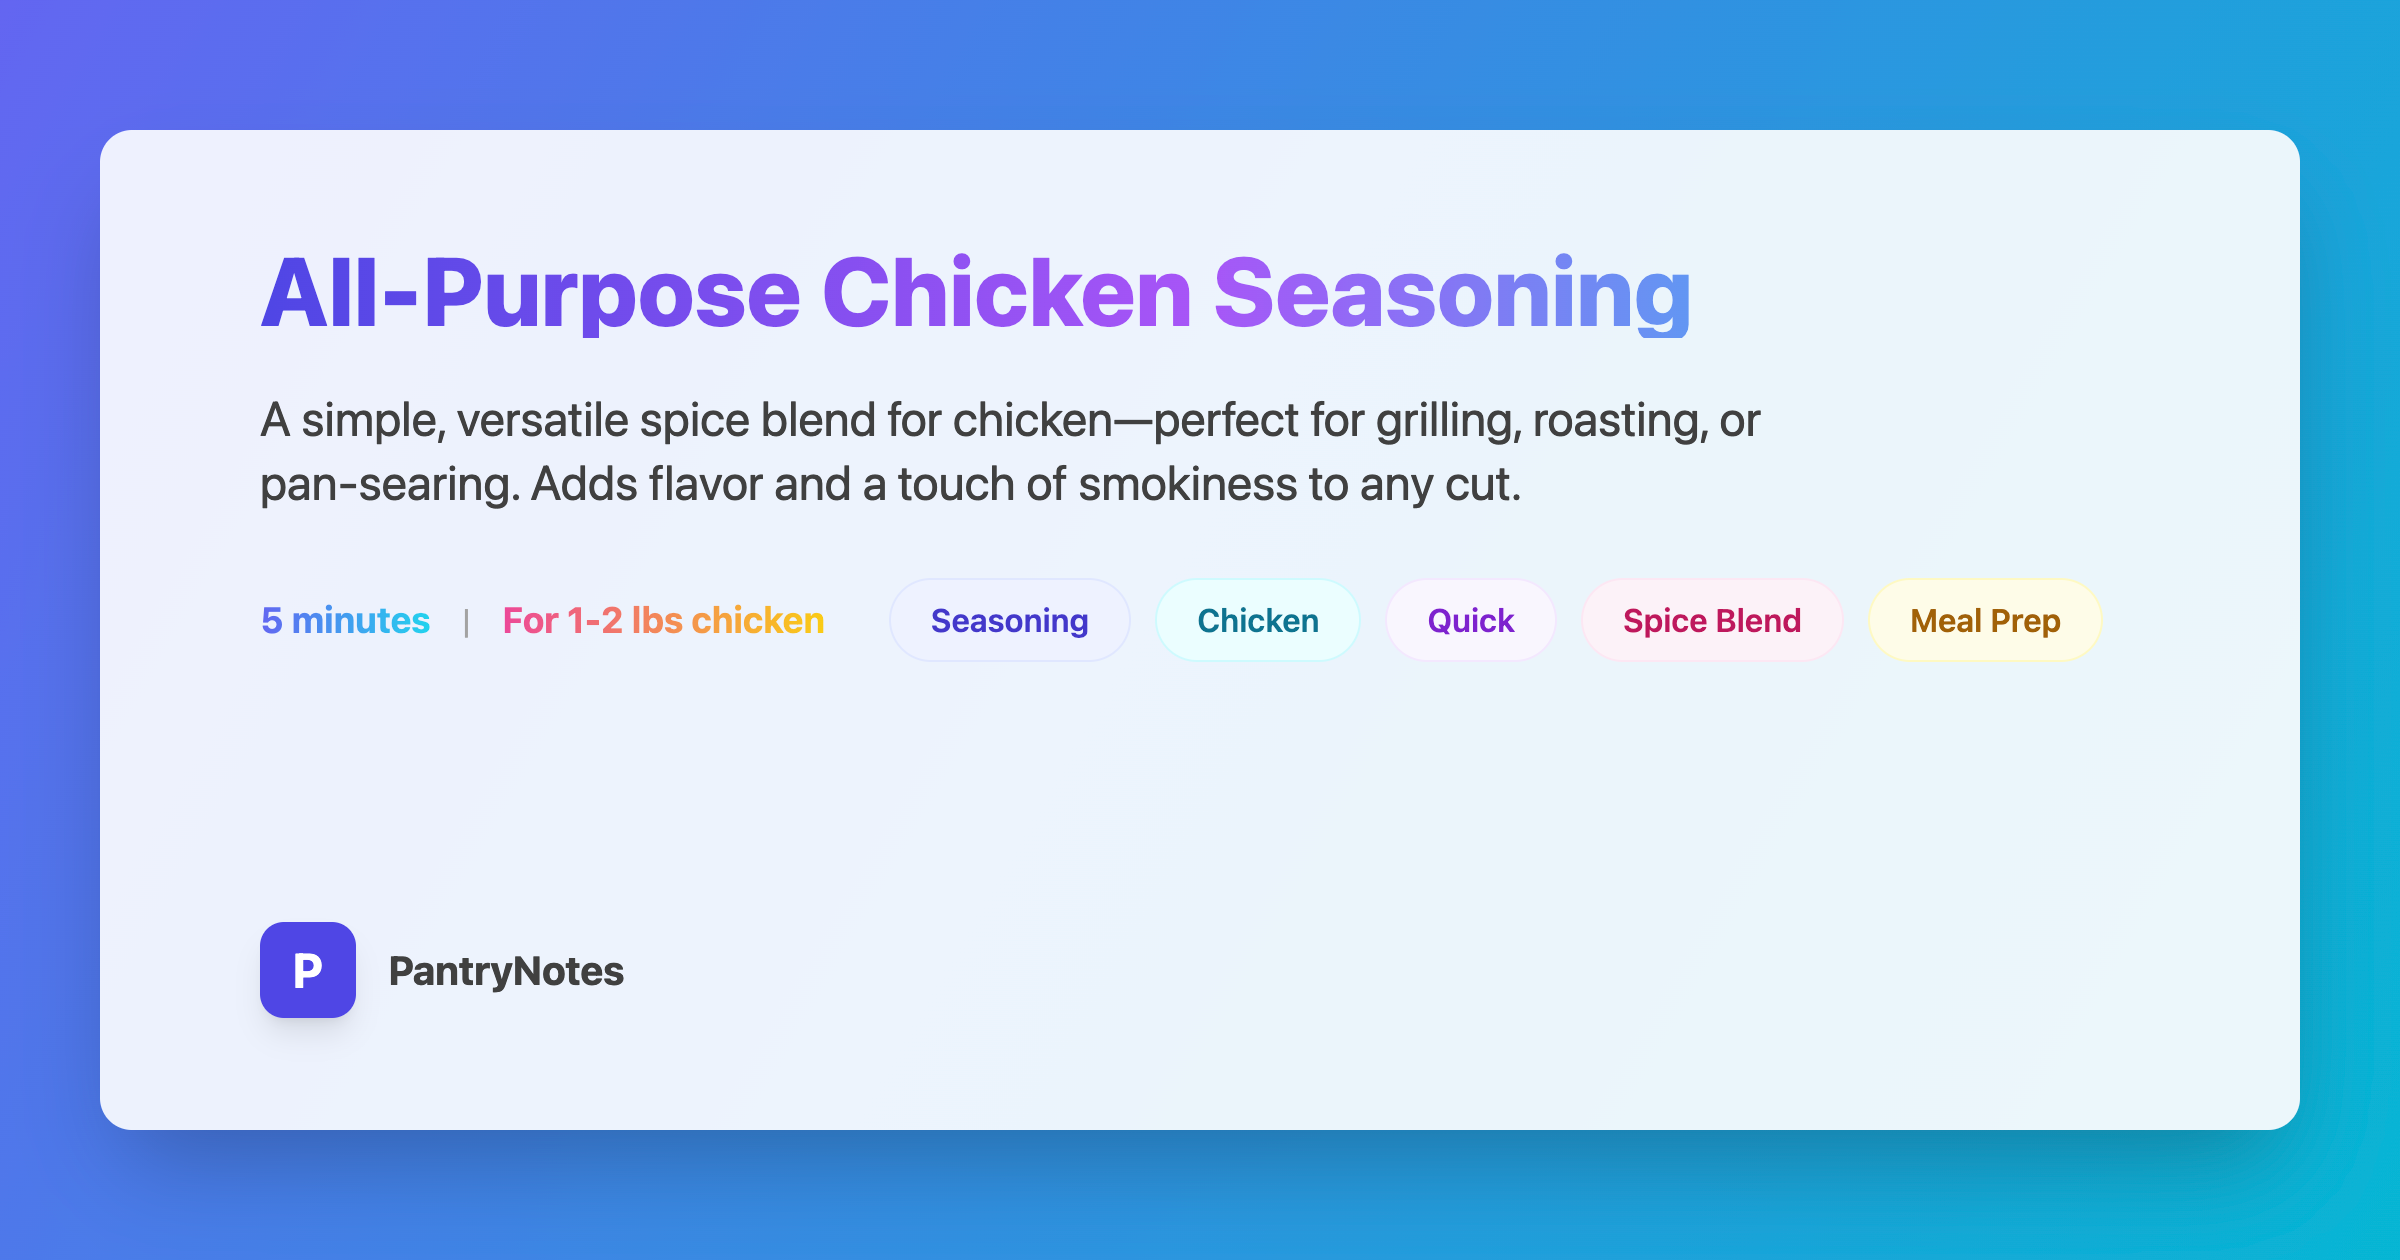 All-Purpose Chicken Seasoning
A simple, versatile spice blend for chicken—perfect for grilling, roasting, or
pan-searing. Adds flavor and a touch of smokiness to any cut.
5 minutes | For 1-2 lbs chicken Seasoning Chicken Quick Spice Blend Meal Prep
P PantryNotes